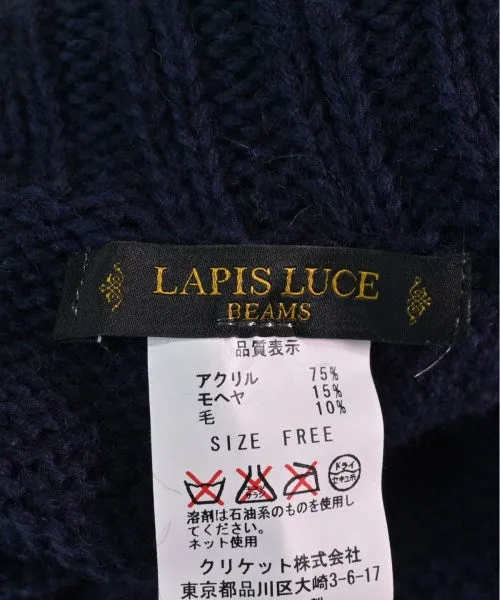 LAPIS LUCE
BEAMS
品質表示
アクリル 75%
モヘヤ 15%
毛 10%
SIZE FREE
ドライ
セキユ系
溶剤は石油系のものを使用し
てください。
ネット使用
クリケット株式会社
東京都品川区大崎3-6-17